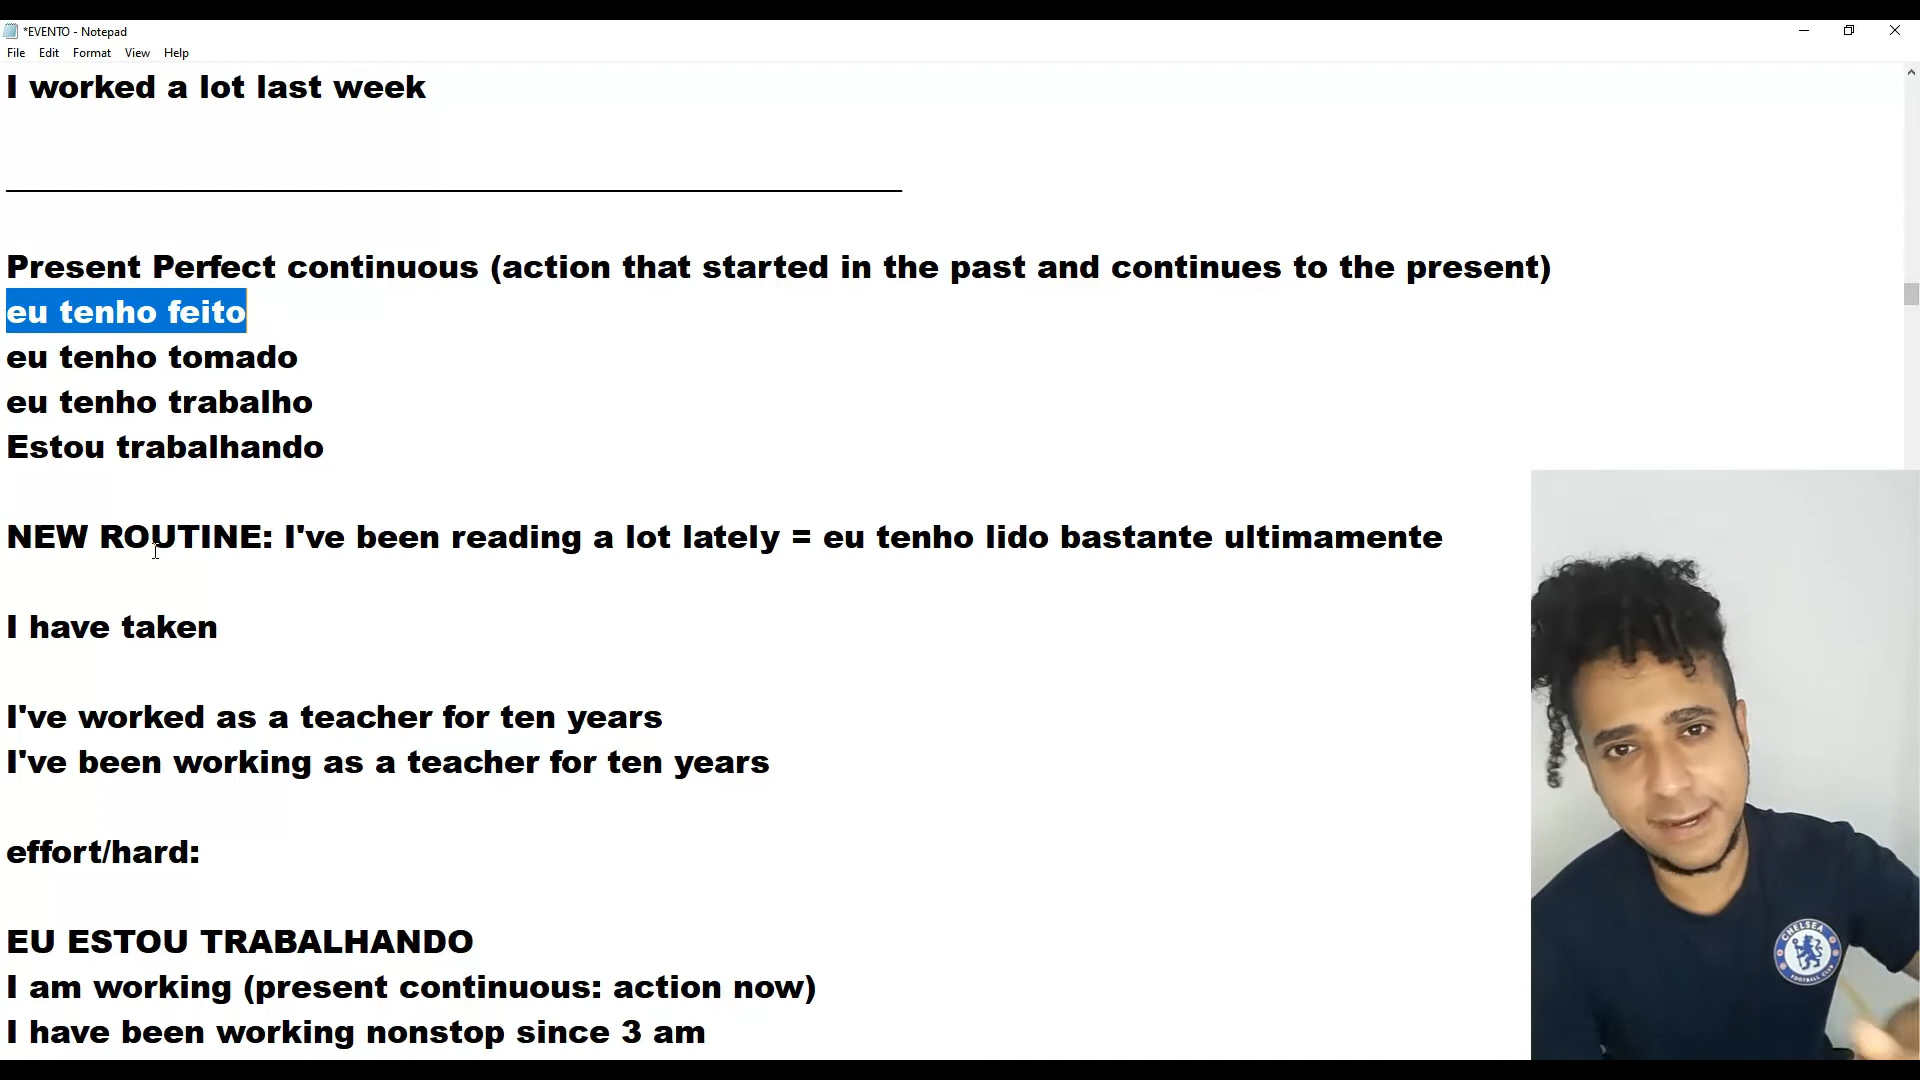 *EVENTO - Notepad
File Edit Format View Help
I worked a lot last week
Present Perfect continuous (action that started in the past and continues to the present)
eu tenho feito
eu tenho tomado
eu tenho trabalho
Estou trabalhando
NEW ROUTINE: I've been reading a lot lately = eu tenho lido bastante ultimamente
I have taken
I've worked as a teacher for ten years
I've been working as a teacher for ten years
effort/hard:
EU ESTOU TRABALHANDO
I am working (present continuous: action now)
I have been working nonstop since 3 am
CHELSEA
FOOTBALL CLUB